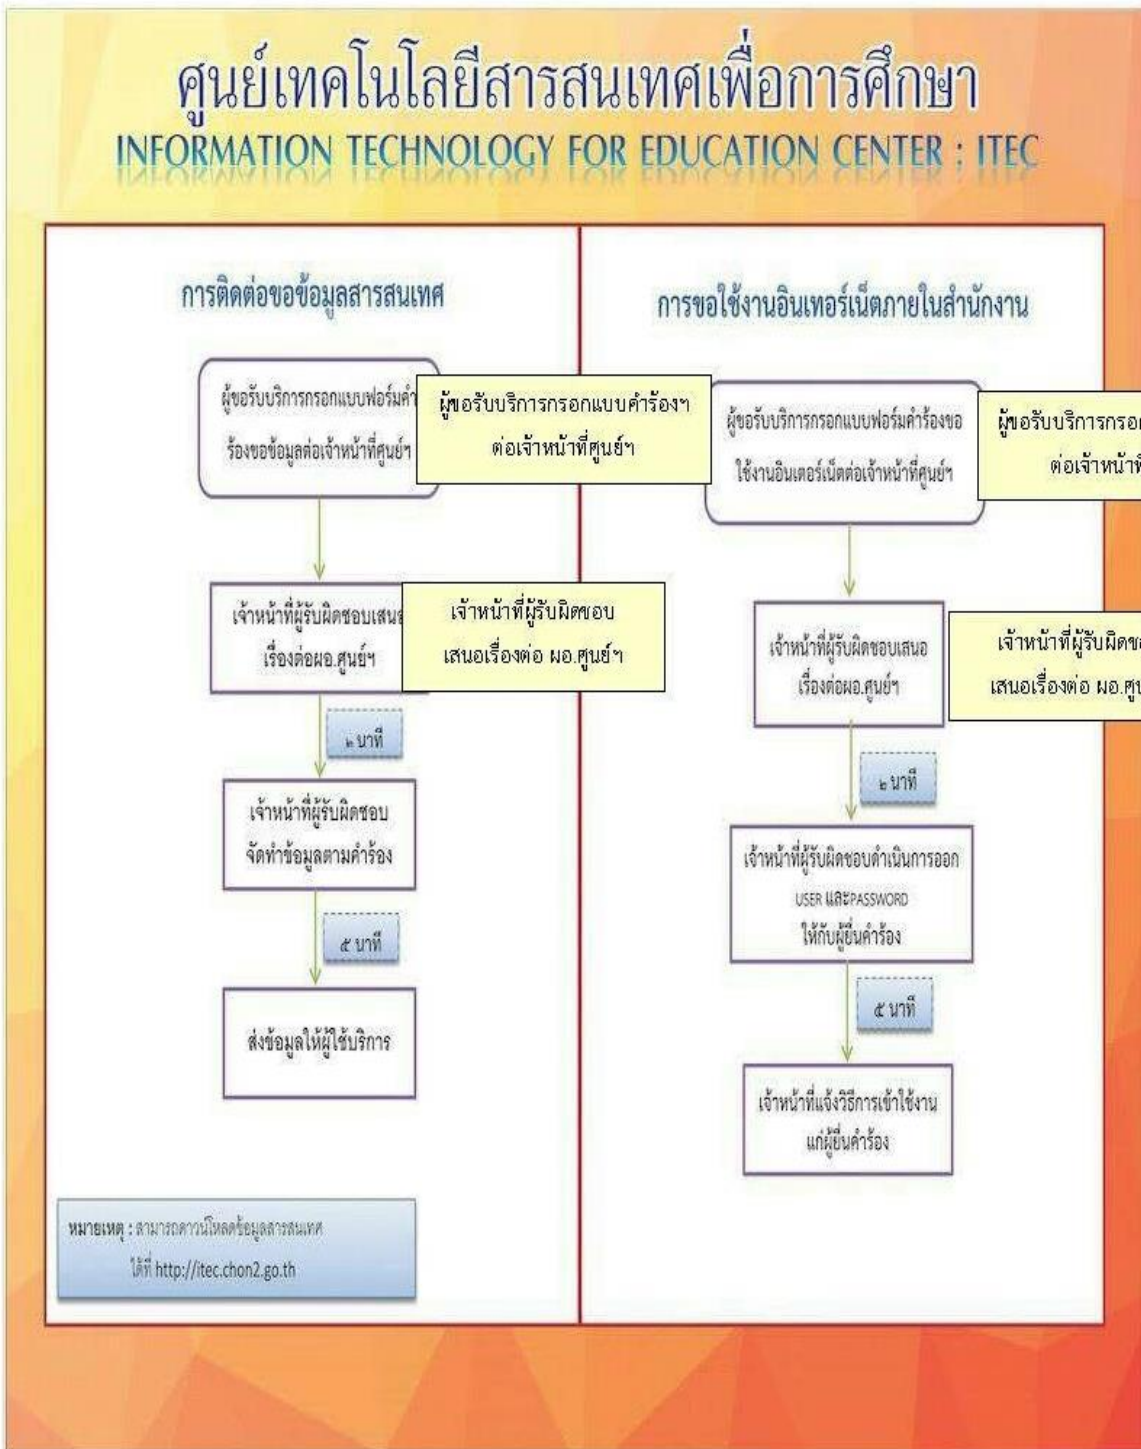 ศูนย์เทคโนโลยีสารสนเทศเพื่อการศึกษา
INFORMATION TECHNOLOGY FOR EDUCATION CENTER : ITEC
การติดต่อขอข้อมูลสารสนเทศ
ผู้ขอรับบริการกรอกแบบฟอร์มคำ
ร้องขอข้อมูลต่อเจ้าหน้าที่ศูนย์ฯ
ผู้ขอรับบริการกรอกแบบคำร้องฯ
ต่อเจ้าหน้าที่ศูนย์ฯ
เจ้าหน้าที่ผู้รับผิดชอบเสนอ
เรื่องต่อผอ.ศูนย์ฯ
เจ้าหน้าที่ผู้รับผิดชอบ
เสนอเรื่องต่อ ผอ.ศูนย์ฯ
๒ นาที
เจ้าหน้าที่ผู้รับผิดชอบ
จัดทำข้อมูลตามคำร้อง
๕ นาที
ส่งข้อมูลให้ผู้ใช้บริการ
หมายเหตุ : สามารถดาวน์โหลดข้อมูลสารสนเทศ
ได้ที่ http://itec.chon2.go.th
การขอใช้งานอินเทอร์เน็ตภายในสำนักงาน
ผู้ขอรับบริการกรอกแบบฟอร์มคำร้องขอ
ใช้งานอินเตอร์เน็ตต่อเจ้าหน้าที่ศูนย์ฯ
ผู้ขอรับบริการกรอ
ต่อเจ้าหน้าที
เจ้าหน้าที่ผู้รับผิดชอบเสนอ
เรื่องต่อผอ.ศูนย์ฯ
เจ้าหน้าที่ผู้รับผิดช
เสนอเรื่องต่อ ผอ.ศู
๒ นาที
เจ้าหน้าที่ผู้รับผิดชอบดำเนินการออก
USER และPASSWORD
ให้กับผู้ยื่นคำร้อง
๕ นาที
เจ้าหน้าที่แจ้งวิธีการเข้าใช้งาน
แก่ผู้ยื่นคำร้อง